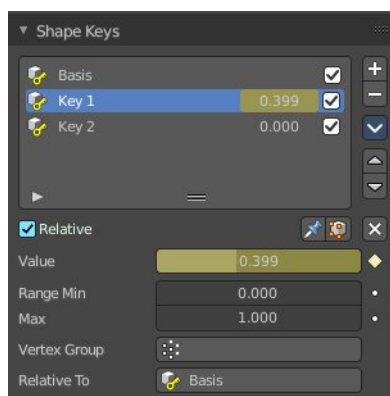 Shape Keys
Basis
Key 1 0.399
Key 2 0.000
Relative
Value 0.399
Range Min 0.000
Max 1.000
Vertex Group
Relative To Basis